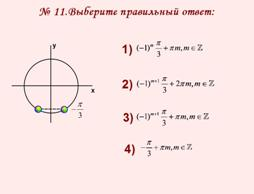 № 11.Выберите правильный ответ:
y
x
-π/3
1) (-1)^m π/3 + πm, m ∈ ℤ
2) (-1)^{m+1} π/3 + 2πm, m ∈ ℤ
3) (-1)^{m+1} π/3 + πm, m ∈ ℤ
4) -π/3 + πm, m ∈ ℤ